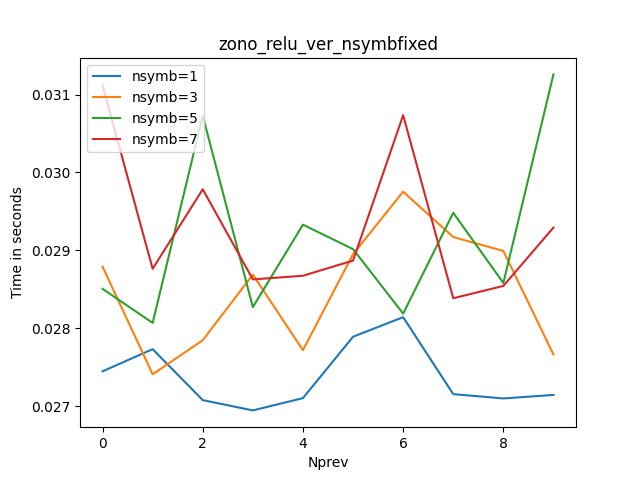 zono_relu_ver_nsymbfixed
nsymb=1
nsymb=3
nsymb=5
nsymb=7
0.031
0.030
0.029
0.028
0.027
Time in seconds
0 2 4 6 8
Nprev